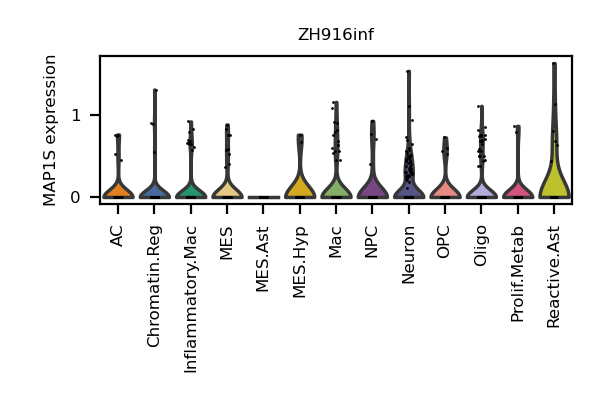 ZH916inf
MAP1S expression
1
0
AC
Chromatin.Reg
Inflammatory.Mac
MES
MES.Ast
MES.Hyp
Mac
NPC
Neuron
OPC
Oligo
Prolif.Metab
Reactive.Ast